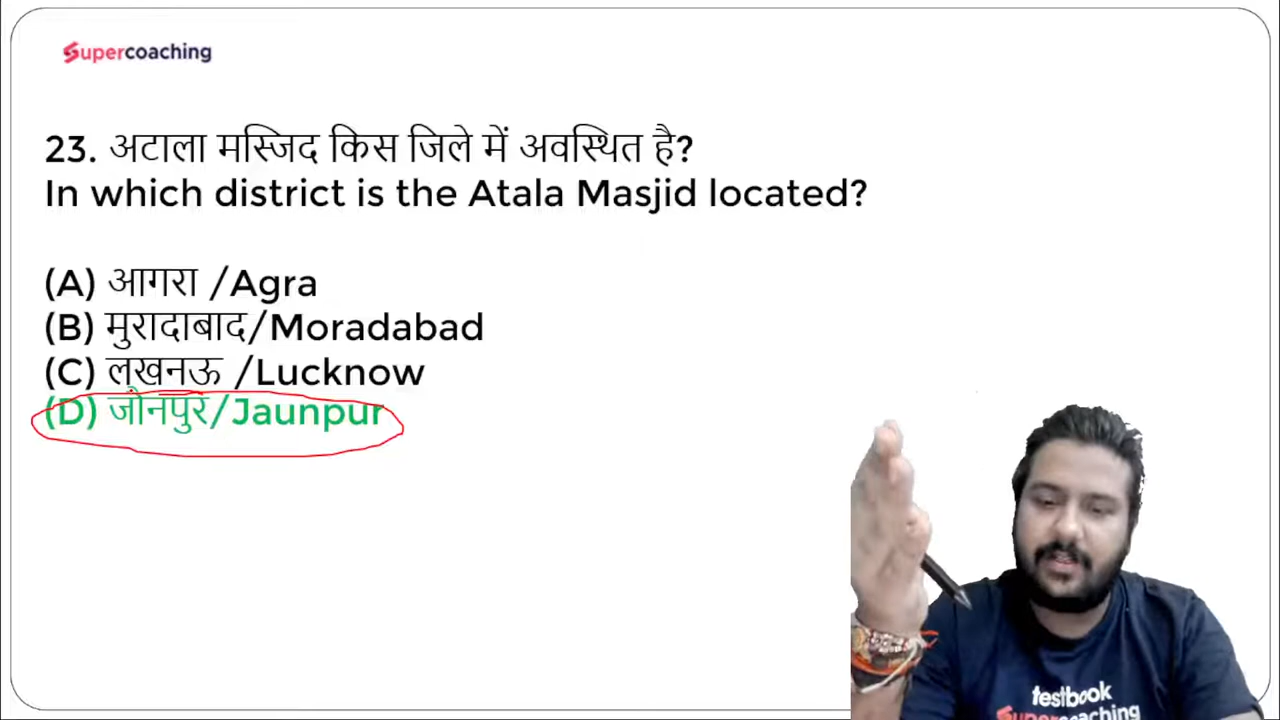 Supercoaching
23. अटाला मस्जिद किस जिले में अवस्थित है?
In which district is the Atala Masjid located?
(A) आगरा /Agra
(B) मुरादाबाद/Moradabad
(C) लखनऊ /Lucknow
(D) जौनपुर/Jaunpur
testbook
Supercoaching